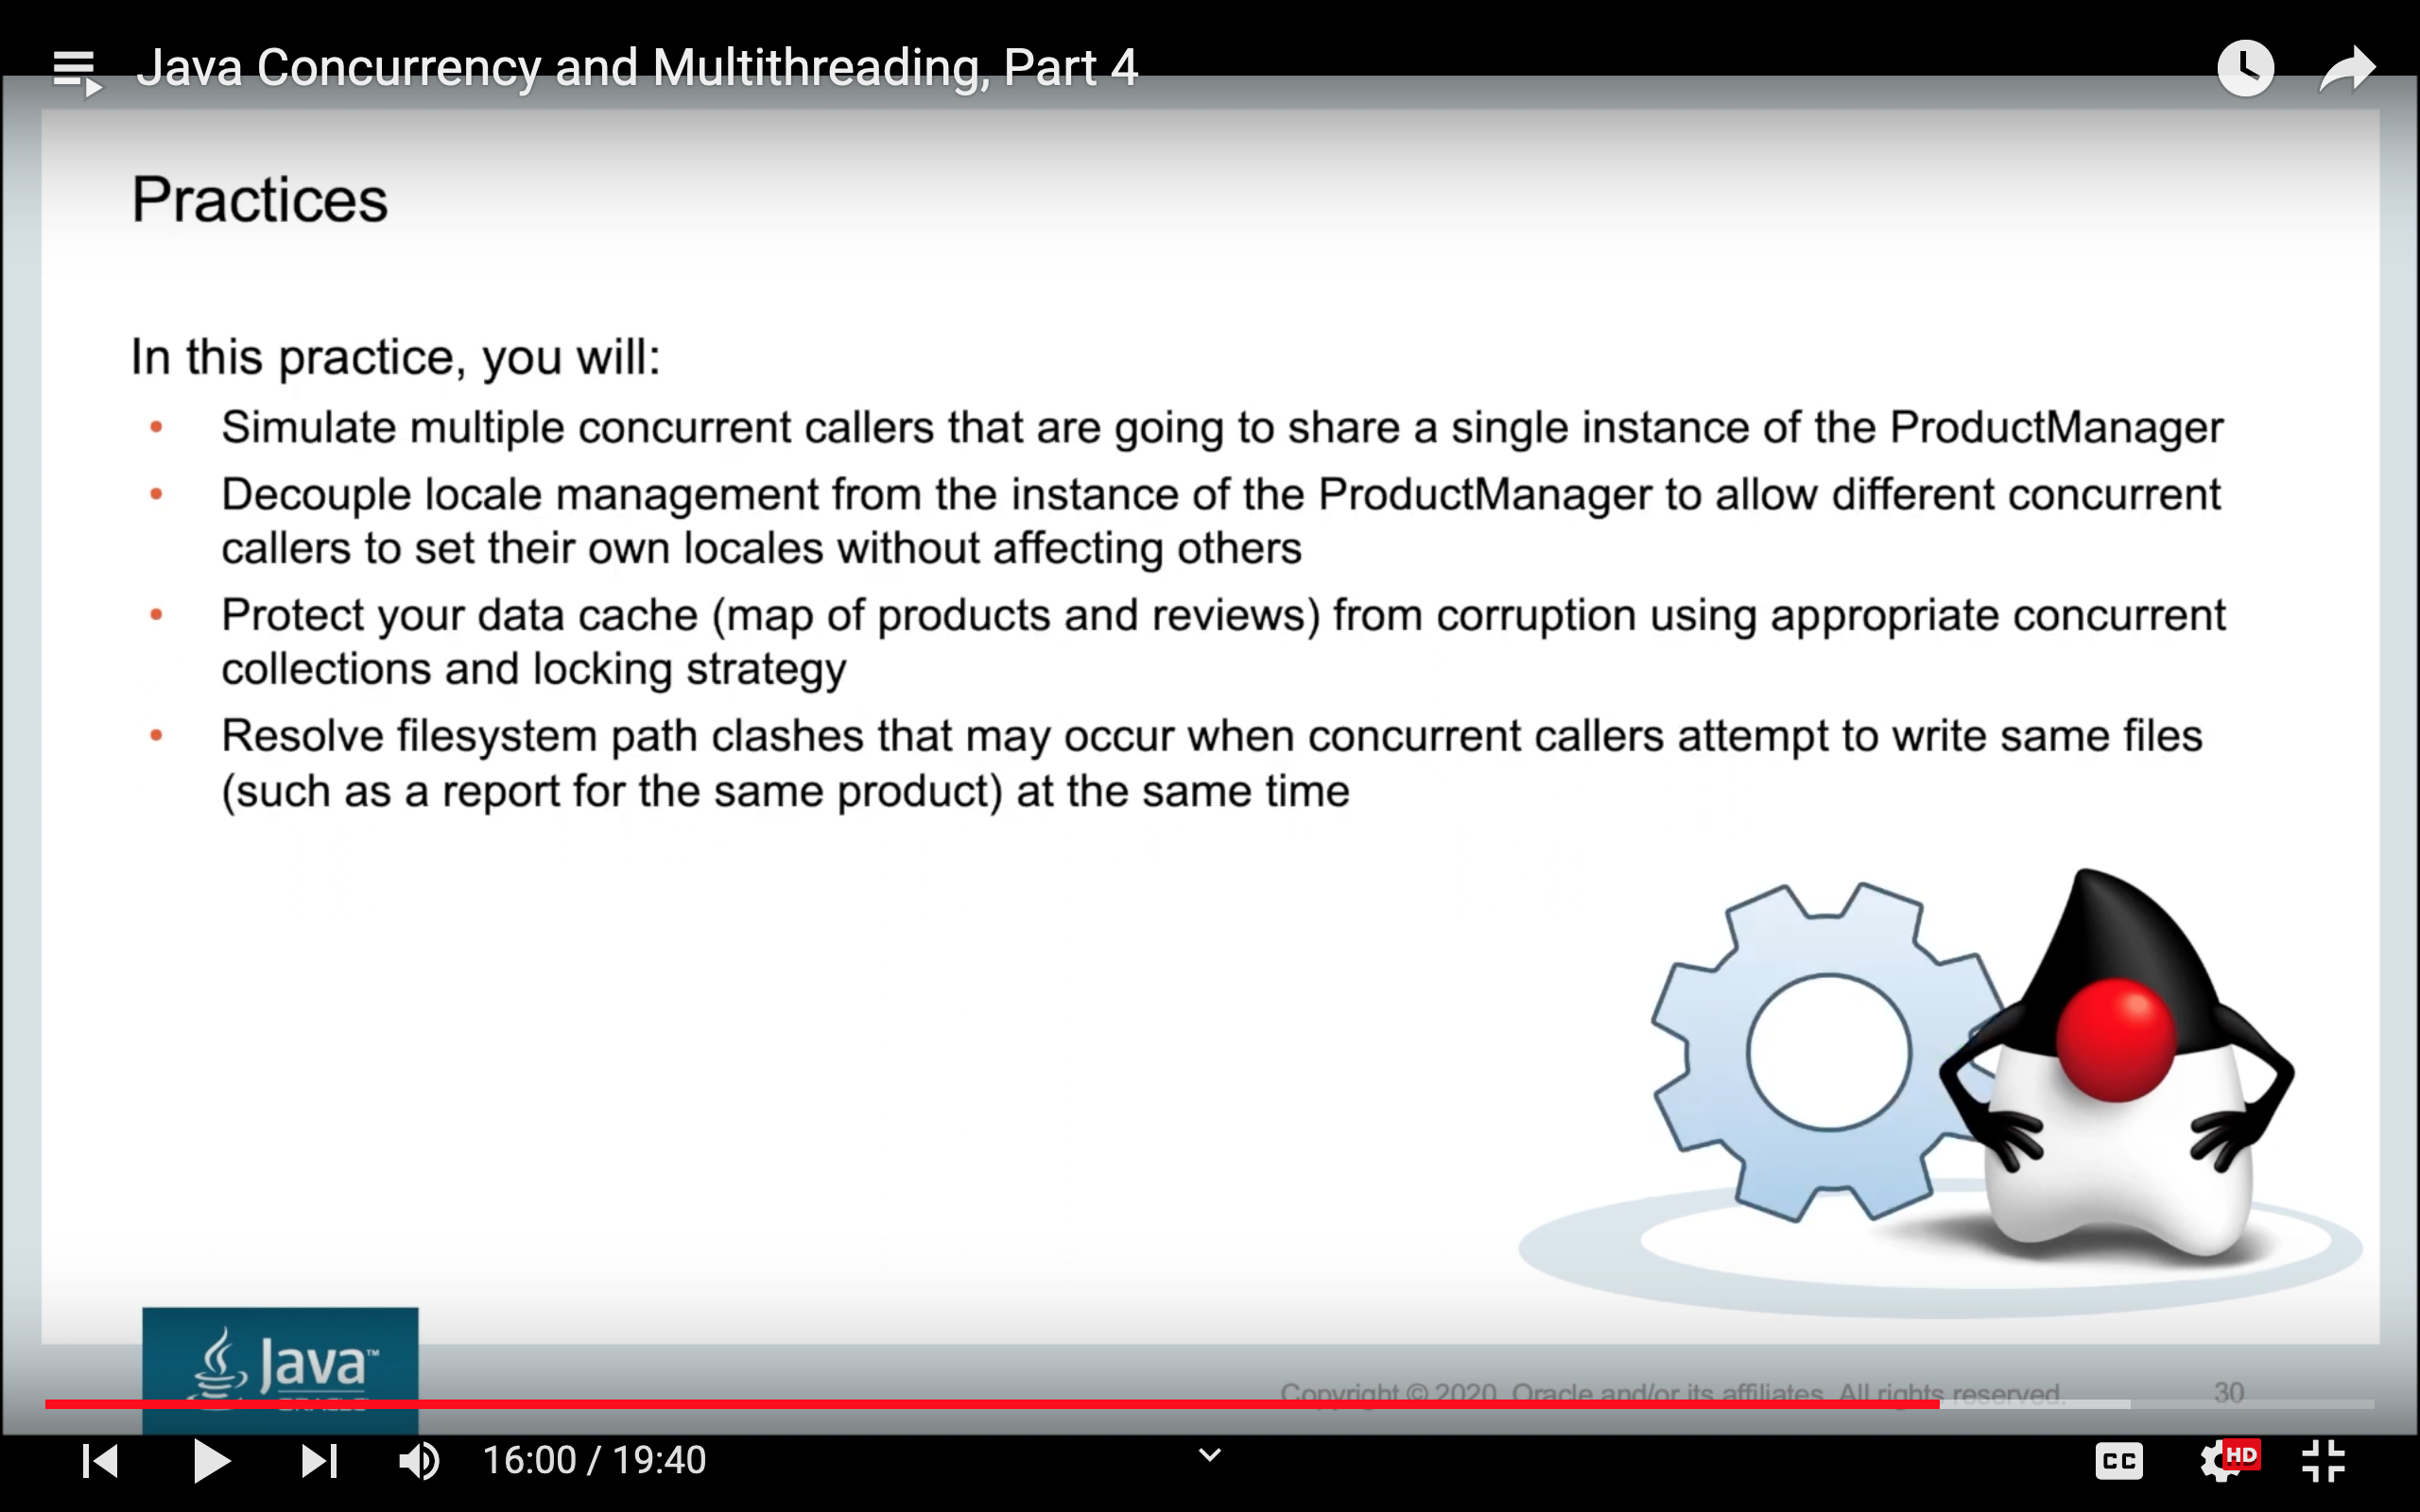 Java Concurrency and Multithreading, Part 4
Practices
In this practice, you will:
• Simulate multiple concurrent callers that are going to share a single instance of the ProductManager
• Decouple locale management from the instance of the ProductManager to allow different concurrent
callers to set their own locales without affecting others
• Protect your data cache (map of products and reviews) from corruption using appropriate concurrent
collections and locking strategy
• Resolve filesystem path clashes that may occur when concurrent callers attempt to write same files
(such as a report for the same product) at the same time
Java™
ORACLE
Copyright © 2020, Oracle and/or its affiliates. All rights reserved.
30
16:00 / 19:40
CC
HD